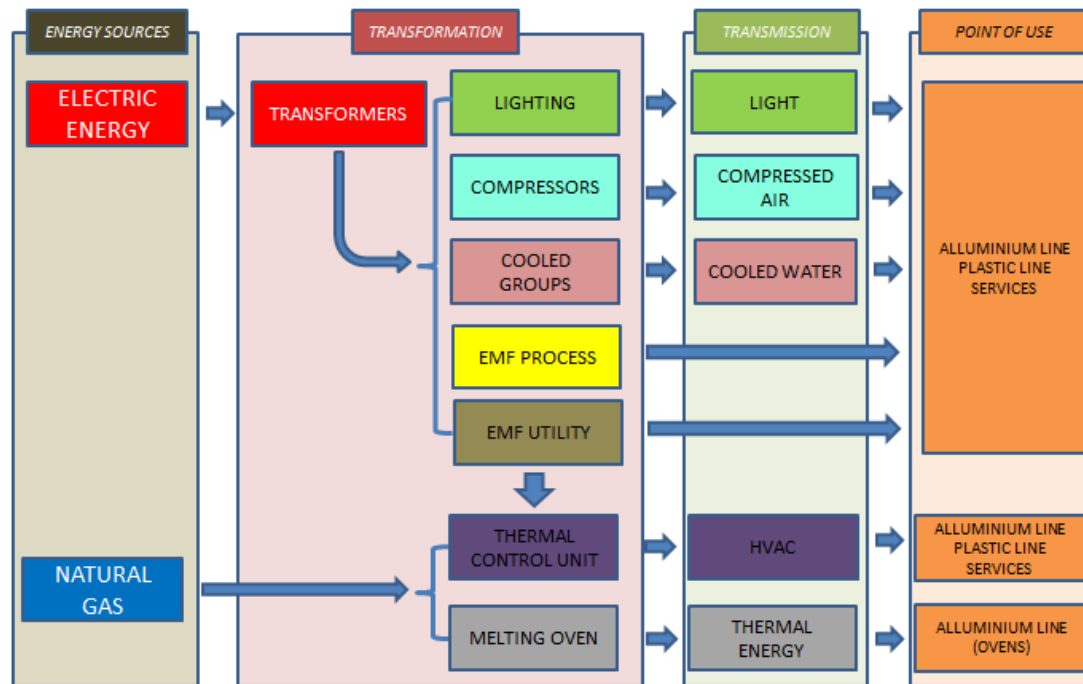 ENERGY SOURCES
TRANSFORMATION
TRANSMISSION
POINT OF USE
ELECTRIC
ENERGY
TRANSFORMERS
LIGHTING
LIGHT
COMPRESSORS
COMPRESSED
AIR
COOLED
GROUPS
COOLED WATER
ALLUMINIUM LINE
PLASTIC LINE
SERVICES
EMF PROCESS
EMF UTILITY
NATURAL
GAS
THERMAL
CONTROL UNIT
HVAC
ALLUMINIUM LINE
PLASTIC LINE
SERVICES
MELTING OVEN
THERMAL
ENERGY
ALLUMINIUM LINE
(OVENS)